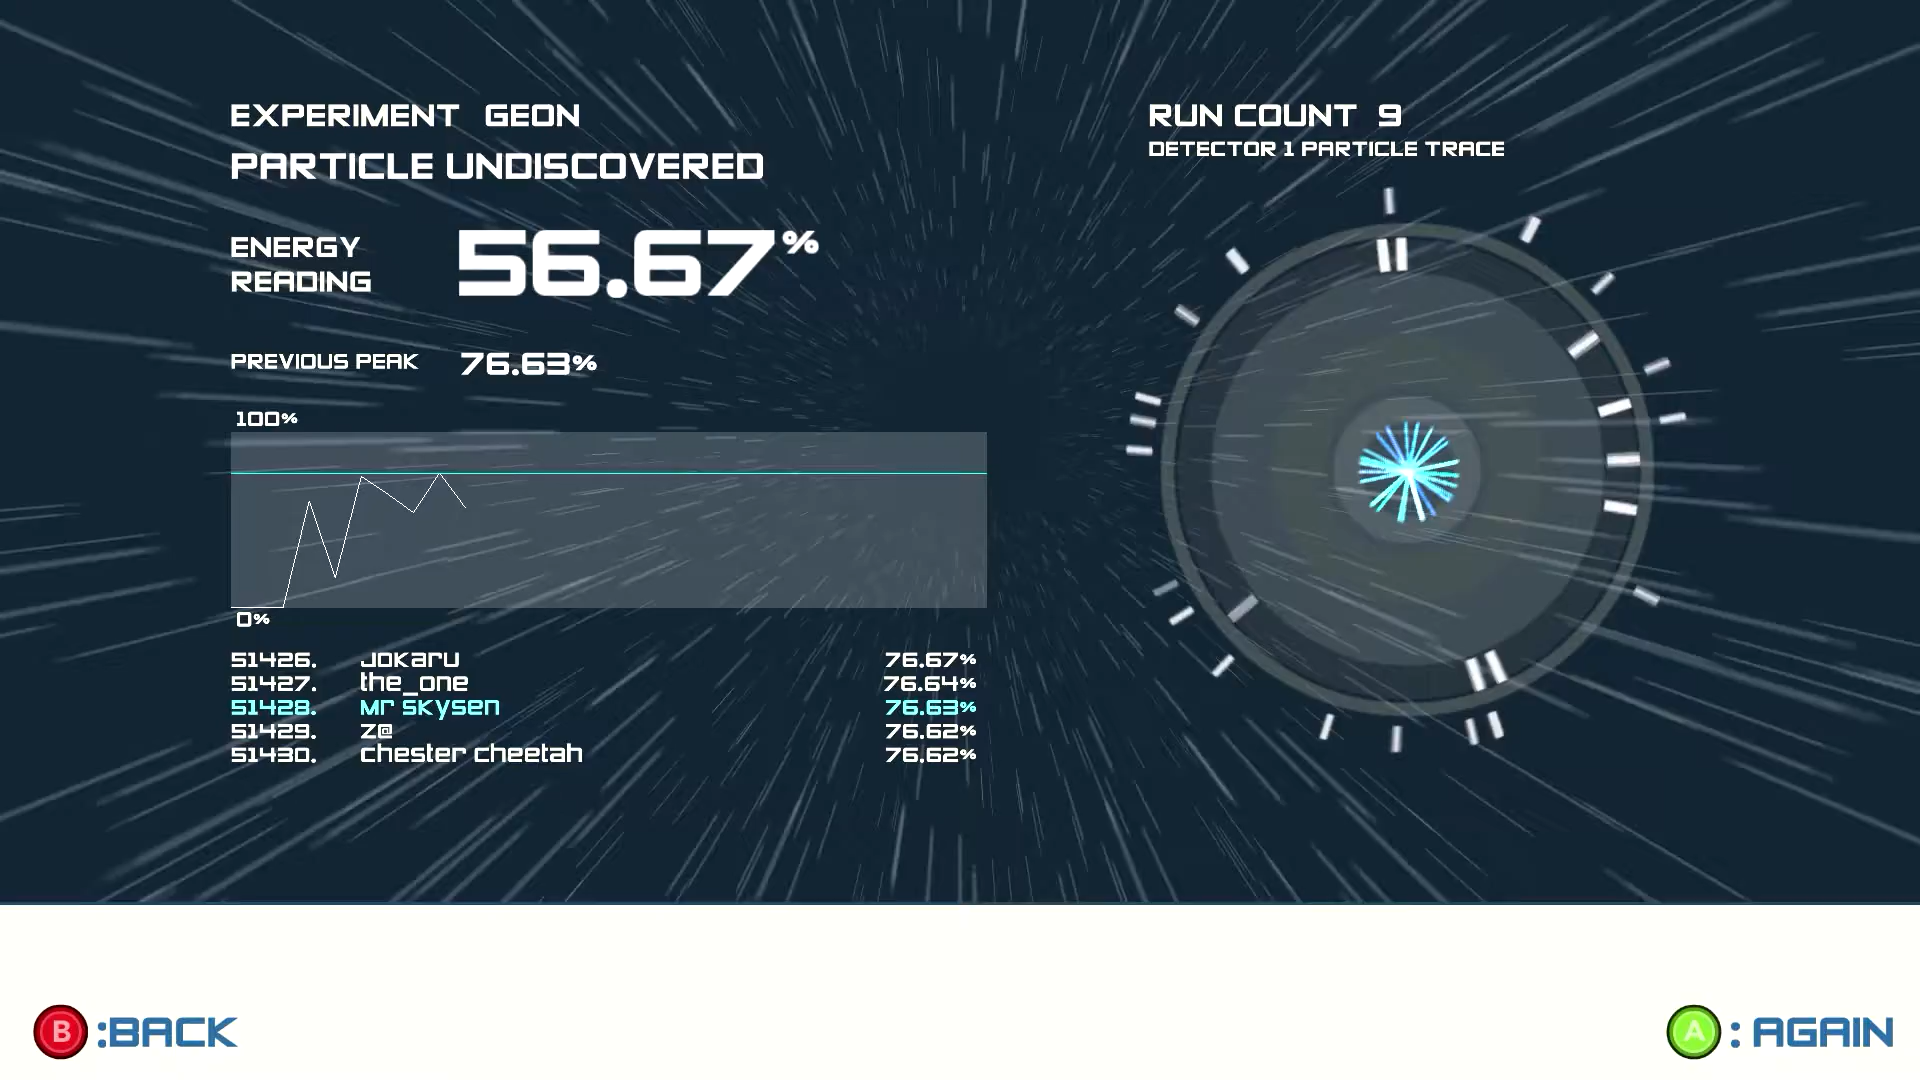 EXPERIMENT GEON
PARTICLE UNDISCOVERED
ENERGY READING 56.67%
PREVIOUS PEAK 76.63%
100%
0%
51426. Jokaru 76.67%
51427. the_one 76.64%
51428. Mr Skysen 76.63%
51429. z@ 76.62%
51430. chester cheetah 76.62%
RUN COUNT 9
DETECTOR 1 PARTICLE TRACE
B :BACK
A : AGAIN